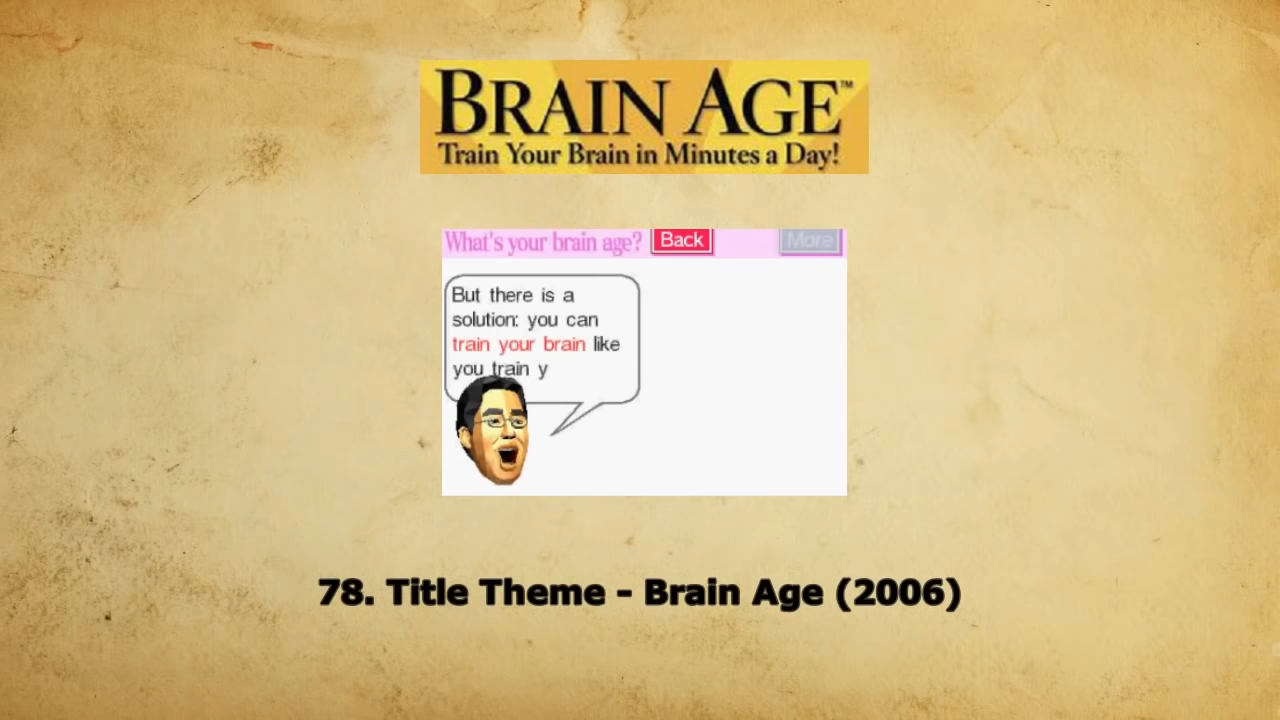 BRAIN AGE™
Train Your Brain in Minutes a Day!
What's your brain age? Back More
But there is a
solution: you can
train your brain like
you train y
78. Title Theme - Brain Age (2006)